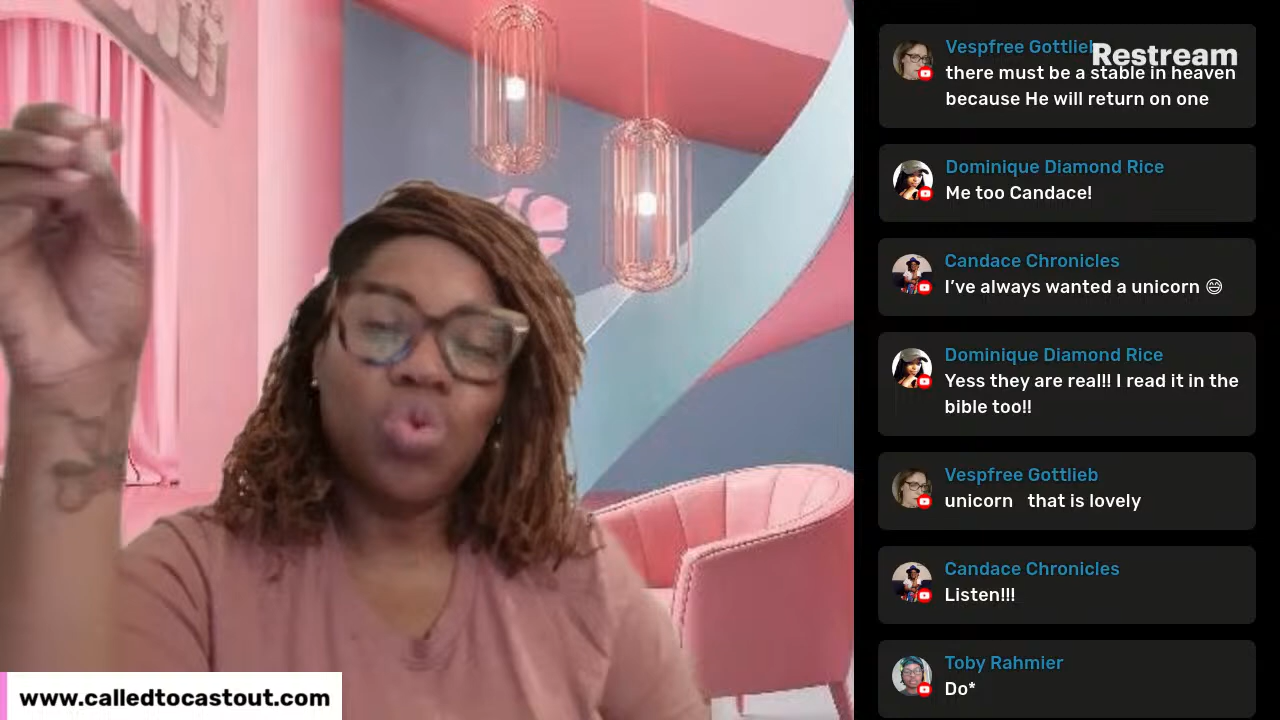 Vespfree Gottlieb
Restream
there must be a stable in heaven
because He will return on one
Dominique Diamond Rice
Me too Candace!
Candace Chronicles
I've always wanted a unicorn 😅
Dominique Diamond Rice
Yess they are real!! I read it in the
bible too!!
Vespfree Gottlieb
unicorn that is lovely
Candace Chronicles
Listen!!!
Toby Rahmier
Do*
www.calledtocastout.com